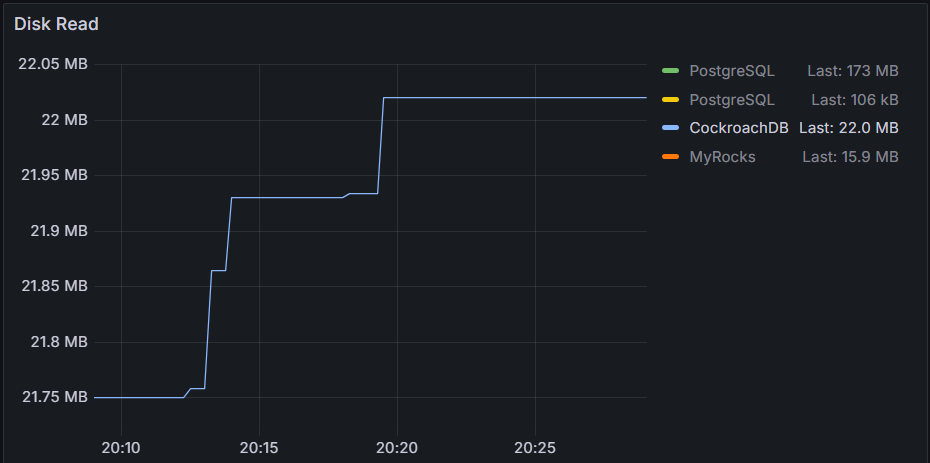 Disk Read
22.05 MB
22 MB
21.95 MB
21.9 MB
21.85 MB
21.8 MB
21.75 MB
20:10 20:15 20:20 20:25
PostgreSQL Last: 173 MB
PostgreSQL Last: 106 kB
CockroachDB Last: 22.0 MB
MyRocks Last: 15.9 MB